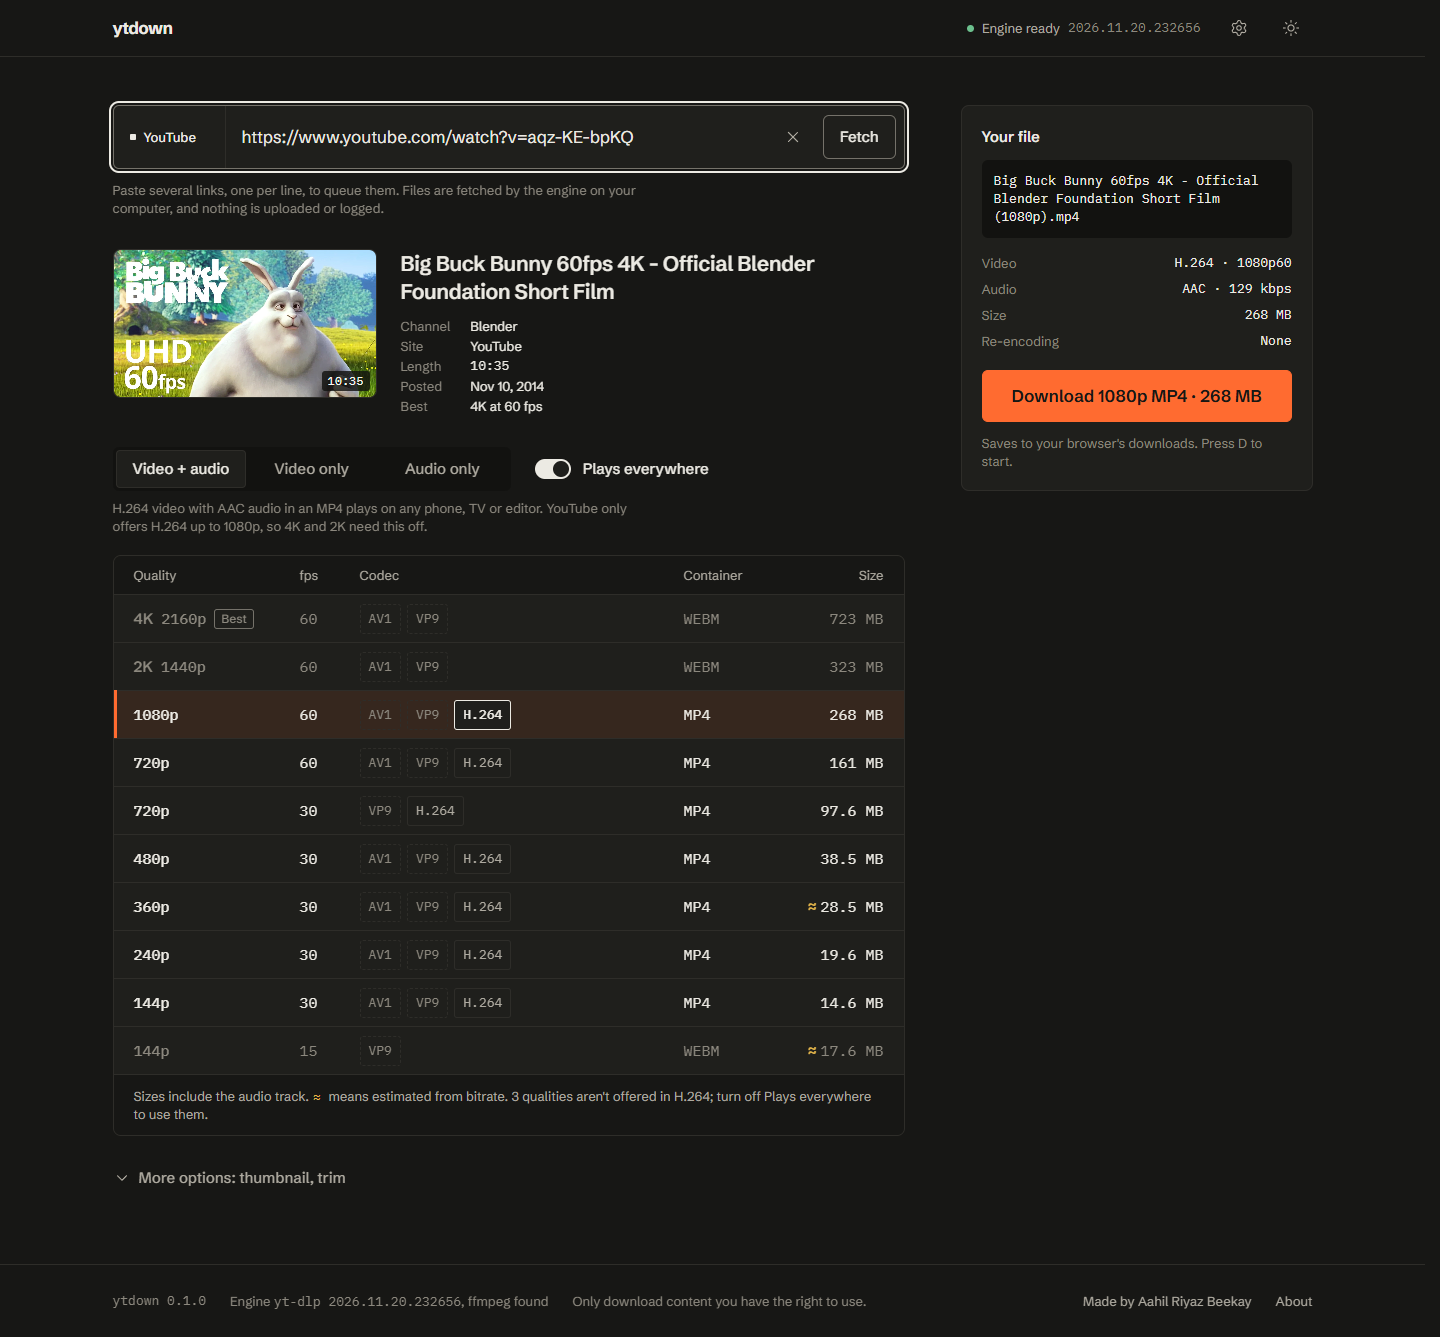 ytdown
Engine ready 2026.11.20.232656
YouTube
https://www.youtube.com/watch?v=aqz-KE-bpKQ
Fetch
Paste several links, one per line, to queue them. Files are fetched by the engine on your
computer, and nothing is uploaded or logged.
Big Buck
BUNNY
UHD
60fps
10:35
Big Buck Bunny 60fps 4K - Official Blender
Foundation Short Film
Channel Blender
Site YouTube
Length 10:35
Posted Nov 10, 2014
Best 4K at 60 fps
Video + audio Video only Audio only Plays everywhere
H.264 video with AAC audio in an MP4 plays on any phone, TV or editor. YouTube only
offers H.264 up to 1080p, so 4K and 2K need this off.
Quality fps Codec Container Size
4K 2160p Best 60 AV1 VP9 WEBM 723 MB
2K 1440p 60 AV1 VP9 WEBM 323 MB
1080p 60 AV1 VP9 H.264 MP4 268 MB
720p 60 AV1 VP9 H.264 MP4 161 MB
720p 30 VP9 H.264 MP4 97.6 MB
480p 30 AV1 VP9 H.264 MP4 38.5 MB
360p 30 AV1 VP9 H.264 MP4 ≈28.5 MB
240p 30 AV1 VP9 H.264 MP4 19.6 MB
144p 30 AV1 VP9 H.264 MP4 14.6 MB
144p 15 VP9 WEBM ≈17.6 MB
Sizes include the audio track. ≈ means estimated from bitrate. 3 qualities aren't offered in H.264; turn off Plays everywhere
to use them.
More options: thumbnail, trim
Your file
Big Buck Bunny 60fps 4K - Official
Blender Foundation Short Film
(1080p).mp4
Video H.264 · 1080p60
Audio AAC · 129 kbps
Size 268 MB
Re-encoding None
Download 1080p MP4 · 268 MB
Saves to your browser's downloads. Press D to
start.
ytdown 0.1.0 Engine yt-dlp 2026.11.20.232656, ffmpeg found Only download content you have the right to use. Made by Aahil Riyaz Beekay About